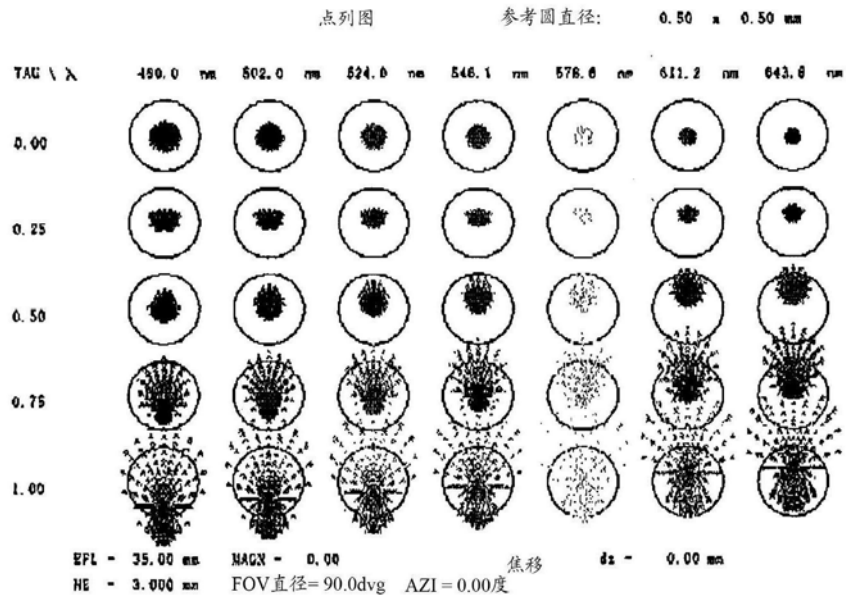 点列图 参考圆直径: 0.50 x 0.50 mm
TAU \ λ 480.0 nm 502.0 nm 524.0 nm 546.1 nm 578.6 nm 611.2 nm 643.8 nm
0.00
0.25
0.50
0.75
1.00
EFL = 35.00 mm MAGN = 0.00 焦移 dz = 0.00 mm
HE = 3.000 mm FOV直径= 90.0dvg AZI = 0.00度